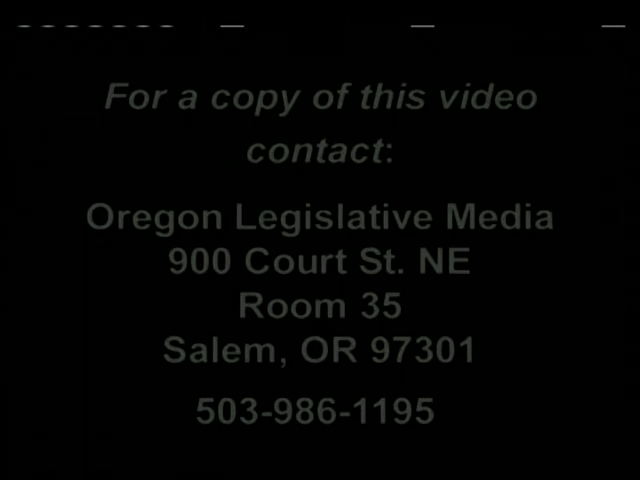 For a copy of this video
contact:
Oregon Legislative Media
900 Court St. NE
Room 35
Salem, OR 97301
503-986-1195